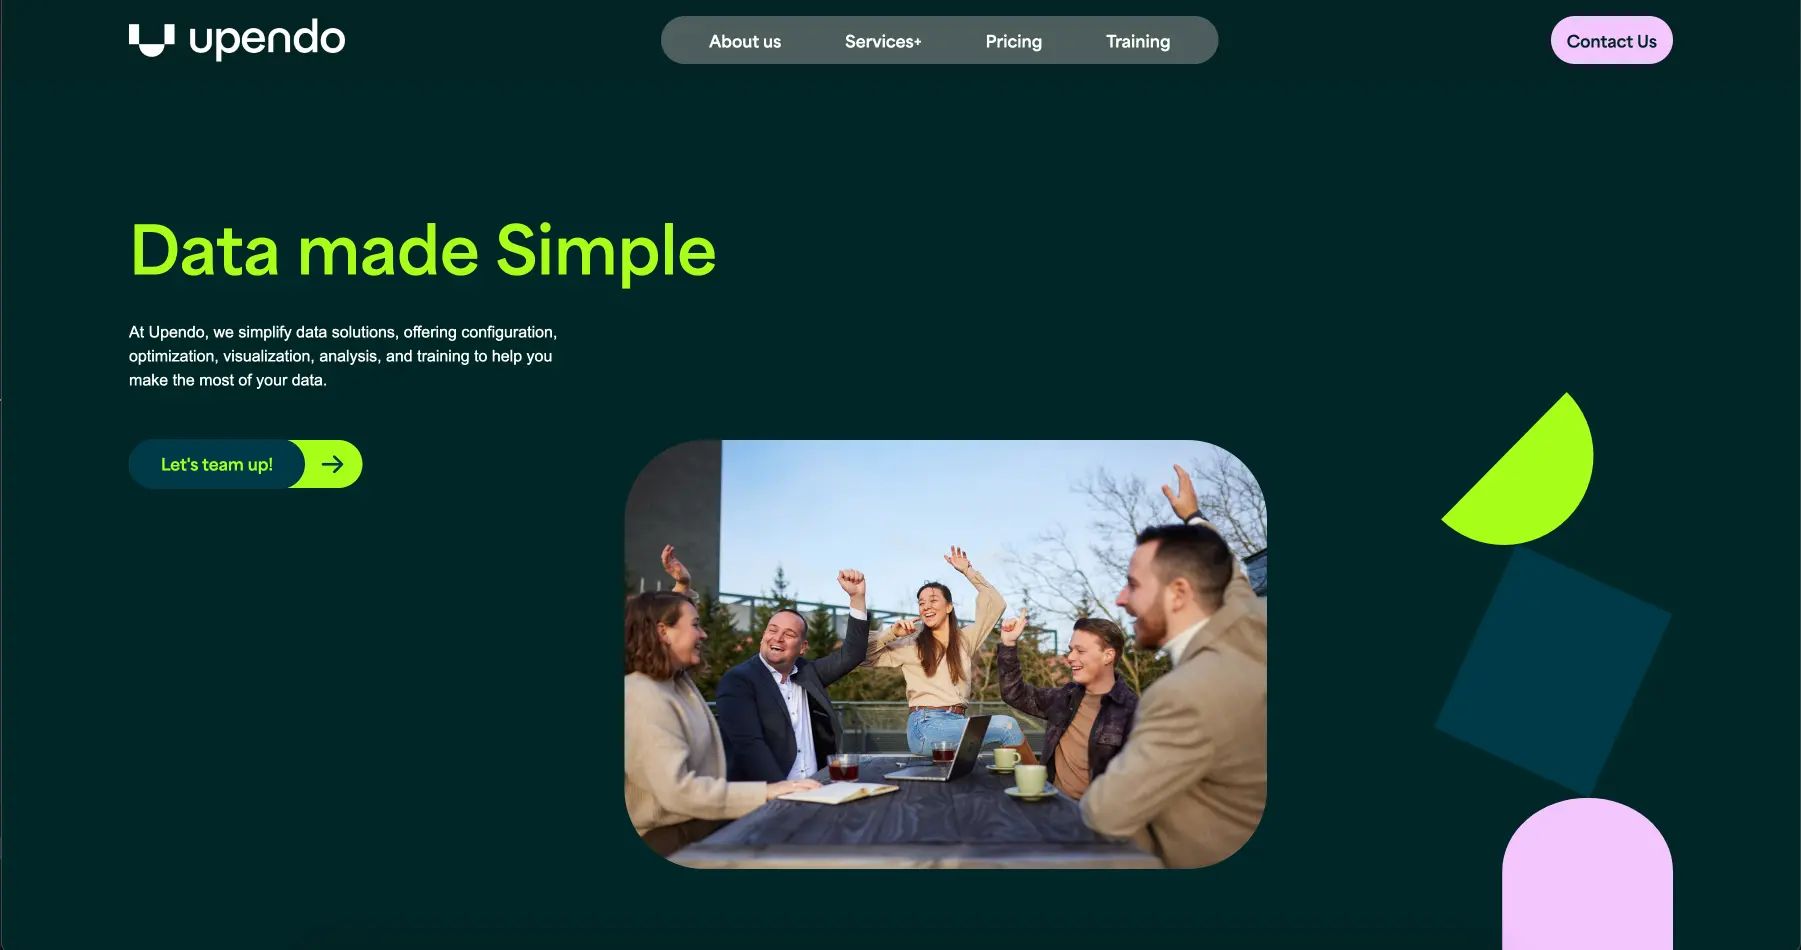 upendo
About us
Services+
Pricing
Training
Contact Us
Data made Simple
At Upendo, we simplify data solutions, offering configuration,
optimization, visualization, analysis, and training to help you
make the most of your data.
Let's team up!